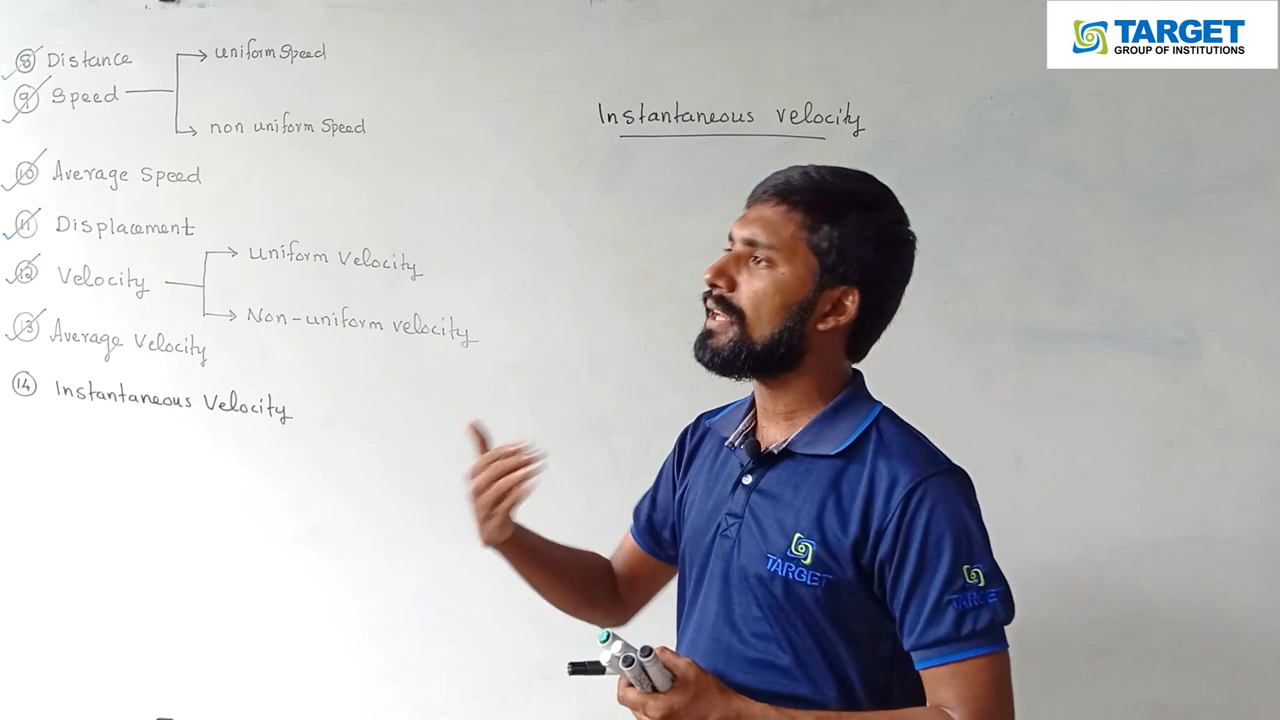 8 Distance
uniform Speed
9 Speed
non uniform Speed
10 Average Speed
11 Displacement
12 Velocity
uniform Velocity
Non-uniform velocity
13 Average Velocity
14 Instantaneous Velocity
Instantaneous velocity
TARGET
GROUP OF INSTITUTIONS
TARGET
TARGET